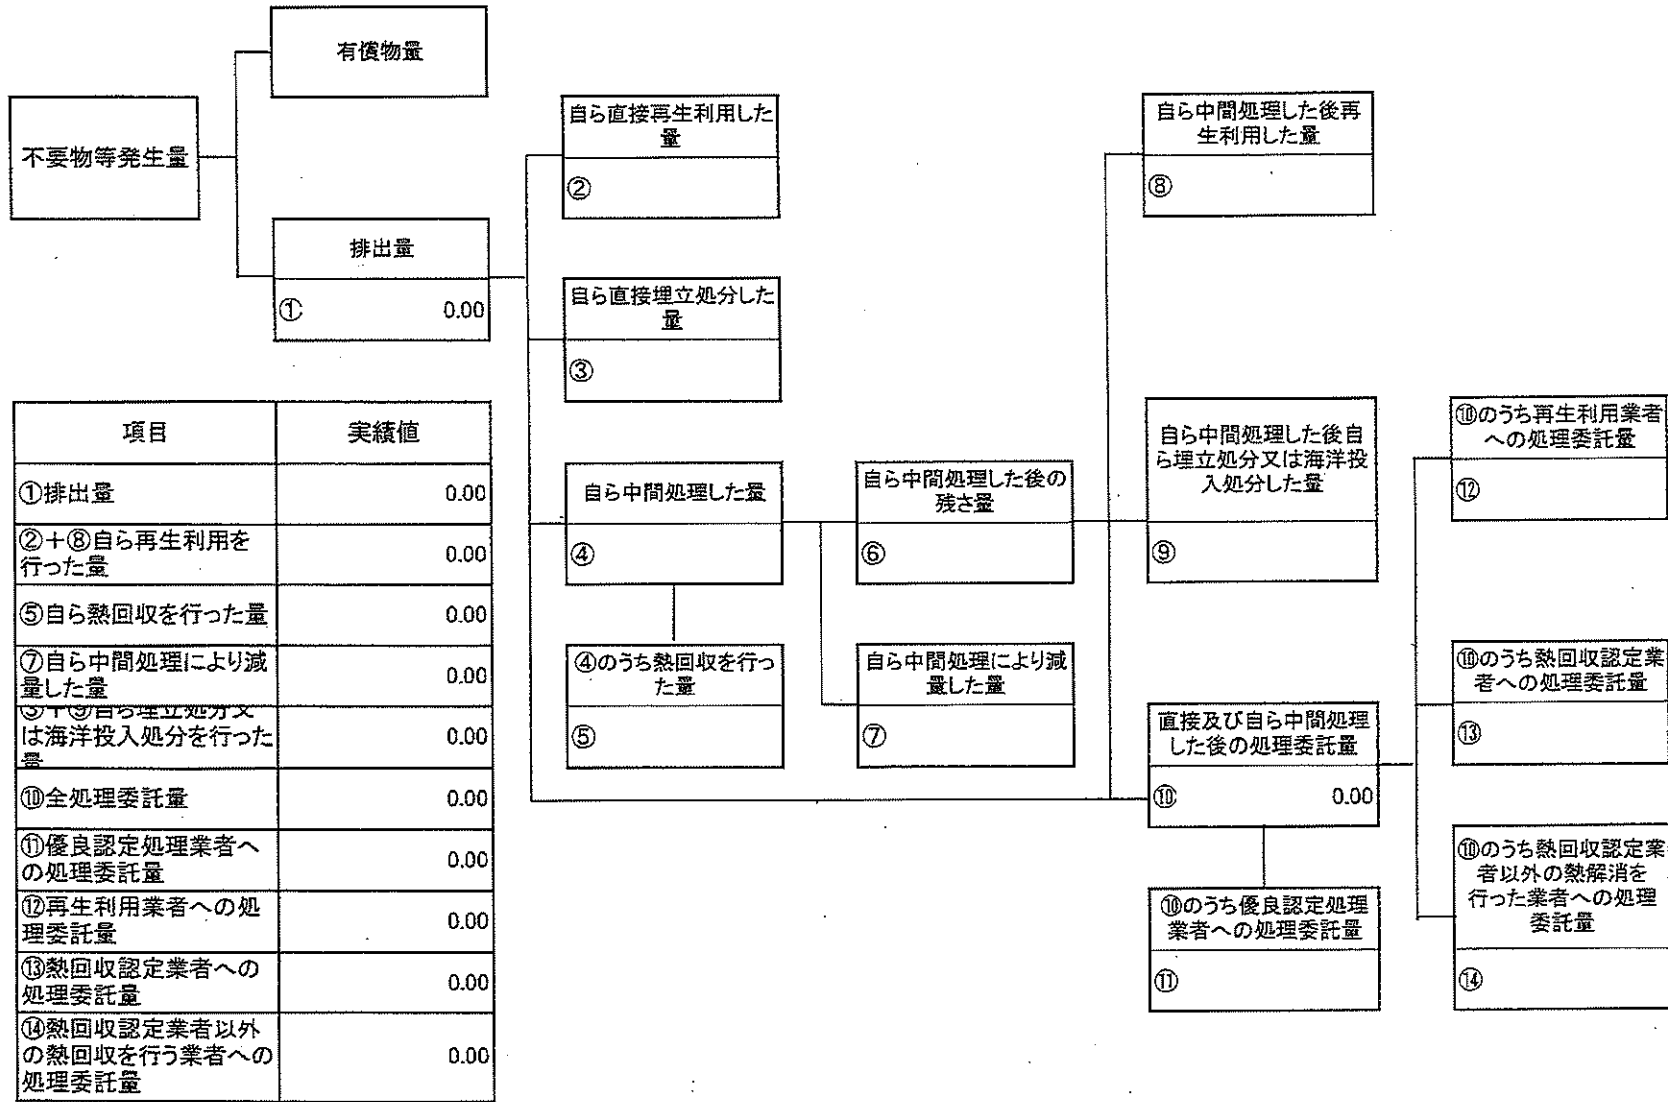 有償物量
不要物等発生量
排出量
① 0.00
自ら直接再生利用した
量
②
自ら直接埋立処分した
量
③
自ら中間処理した量
④
④のうち熱回収を行っ
た量
⑤
自ら中間処理した後の
残さ量
⑥
自ら中間処理により減
量した量
⑦
自ら中間処理した後再
生利用した量
⑧
自ら中間処理した後自
ら埋立処分又は海洋投
入処分した量
⑨
直接及び自ら中間処理
した後の処理委託量
⑩ 0.00
⑩のうち優良認定処理
業者への処理委託量
⑪
⑩のうち再生利用業者
への処理委託量
⑫
⑩のうち熱回収認定業
者への処理委託量
⑬
⑩のうち熱回収認定業
者以外の熱解消を
行った業者への処理
委託量
⑭
項目 実績値
①排出量 0.00
②＋⑧自ら再生利用を
行った量 0.00
⑤自ら熱回収を行った量 0.00
⑦自ら中間処理により減
量した量 0.00
③＋⑨自ら埋立処分又
は海洋投入処分を行った
量 0.00
⑩全処理委託量 0.00
⑪優良認定処理業者へ
の処理委託量 0.00
⑫再生利用業者への処
理委託量 0.00
⑬熱回収認定業者への
処理委託量 0.00
⑭熱回収認定業者以外
の熱回収を行う業者への
処理委託量 0.00